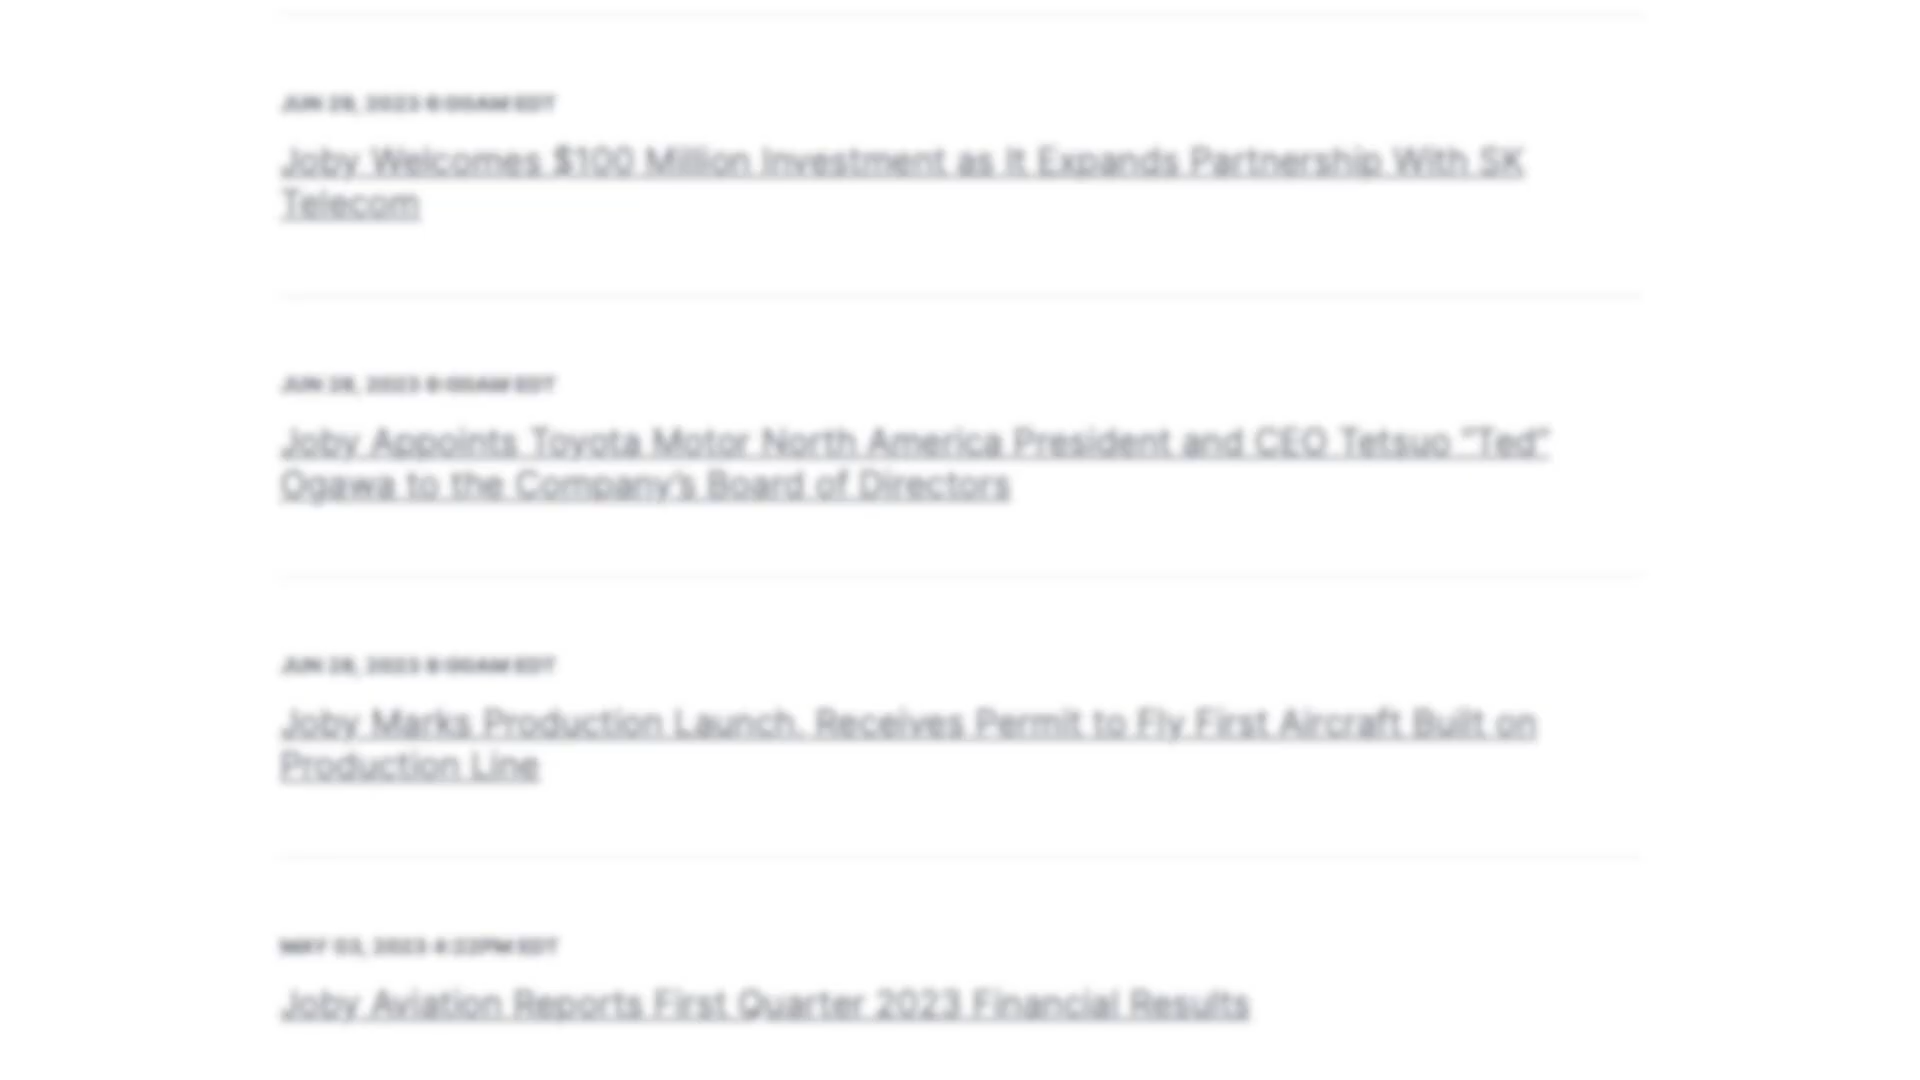 JUN 29, 2023 6:00AM EDT
Joby Welcomes $100 Million Investment as It Expands Partnership With SK
Telecom
JUN 28, 2023 8:00AM EDT
Joby Appoints Toyota Motor North America President and CEO Tetsuo “Ted”
Ogawa to the Company’s Board of Directors
JUN 28, 2023 8:00AM EDT
Joby Marks Production Launch, Receives Permit to Fly First Aircraft Built on
Production Line
MAY 03, 2023 4:22PM EDT
Joby Aviation Reports First Quarter 2023 Financial Results